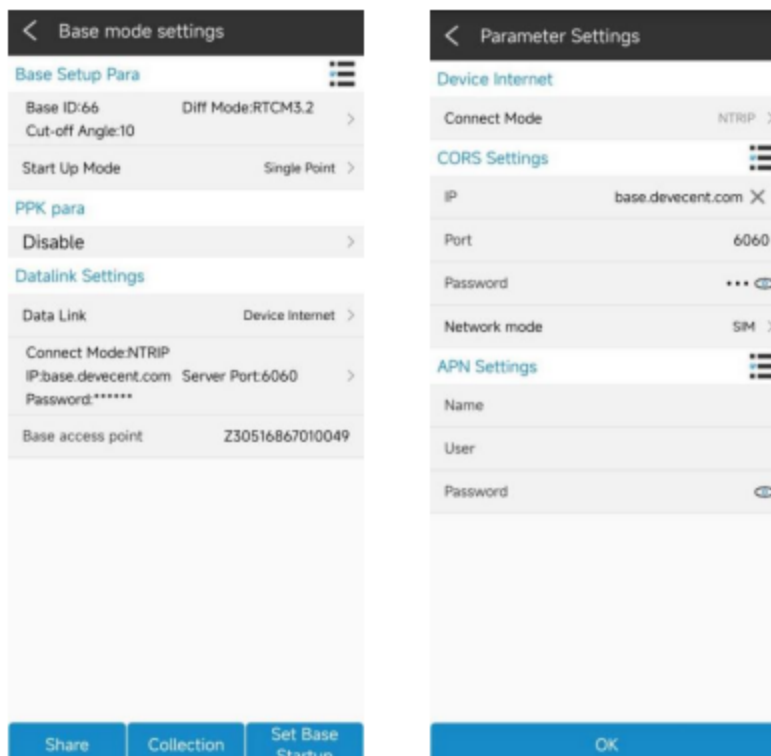 Base mode settings
Base Setup Para
Base ID:66 Diff Mode:RTCM3.2
Cut-off Angle:10
Start Up Mode Single Point
PPK para
Disable
Datalink Settings
Data Link Device Internet
Connect Mode:NTRIP
IP:base.devecent.com Server Port:6060
Password:******
Base access point Z30516867010049
Share Collection Set Base Startup
Parameter Settings
Device Internet
Connect Mode NTRIP
CORS Settings
IP base.devecent.com
Port 6060
Password •••
Network mode SIM
APN Settings
Name
User
Password
OK